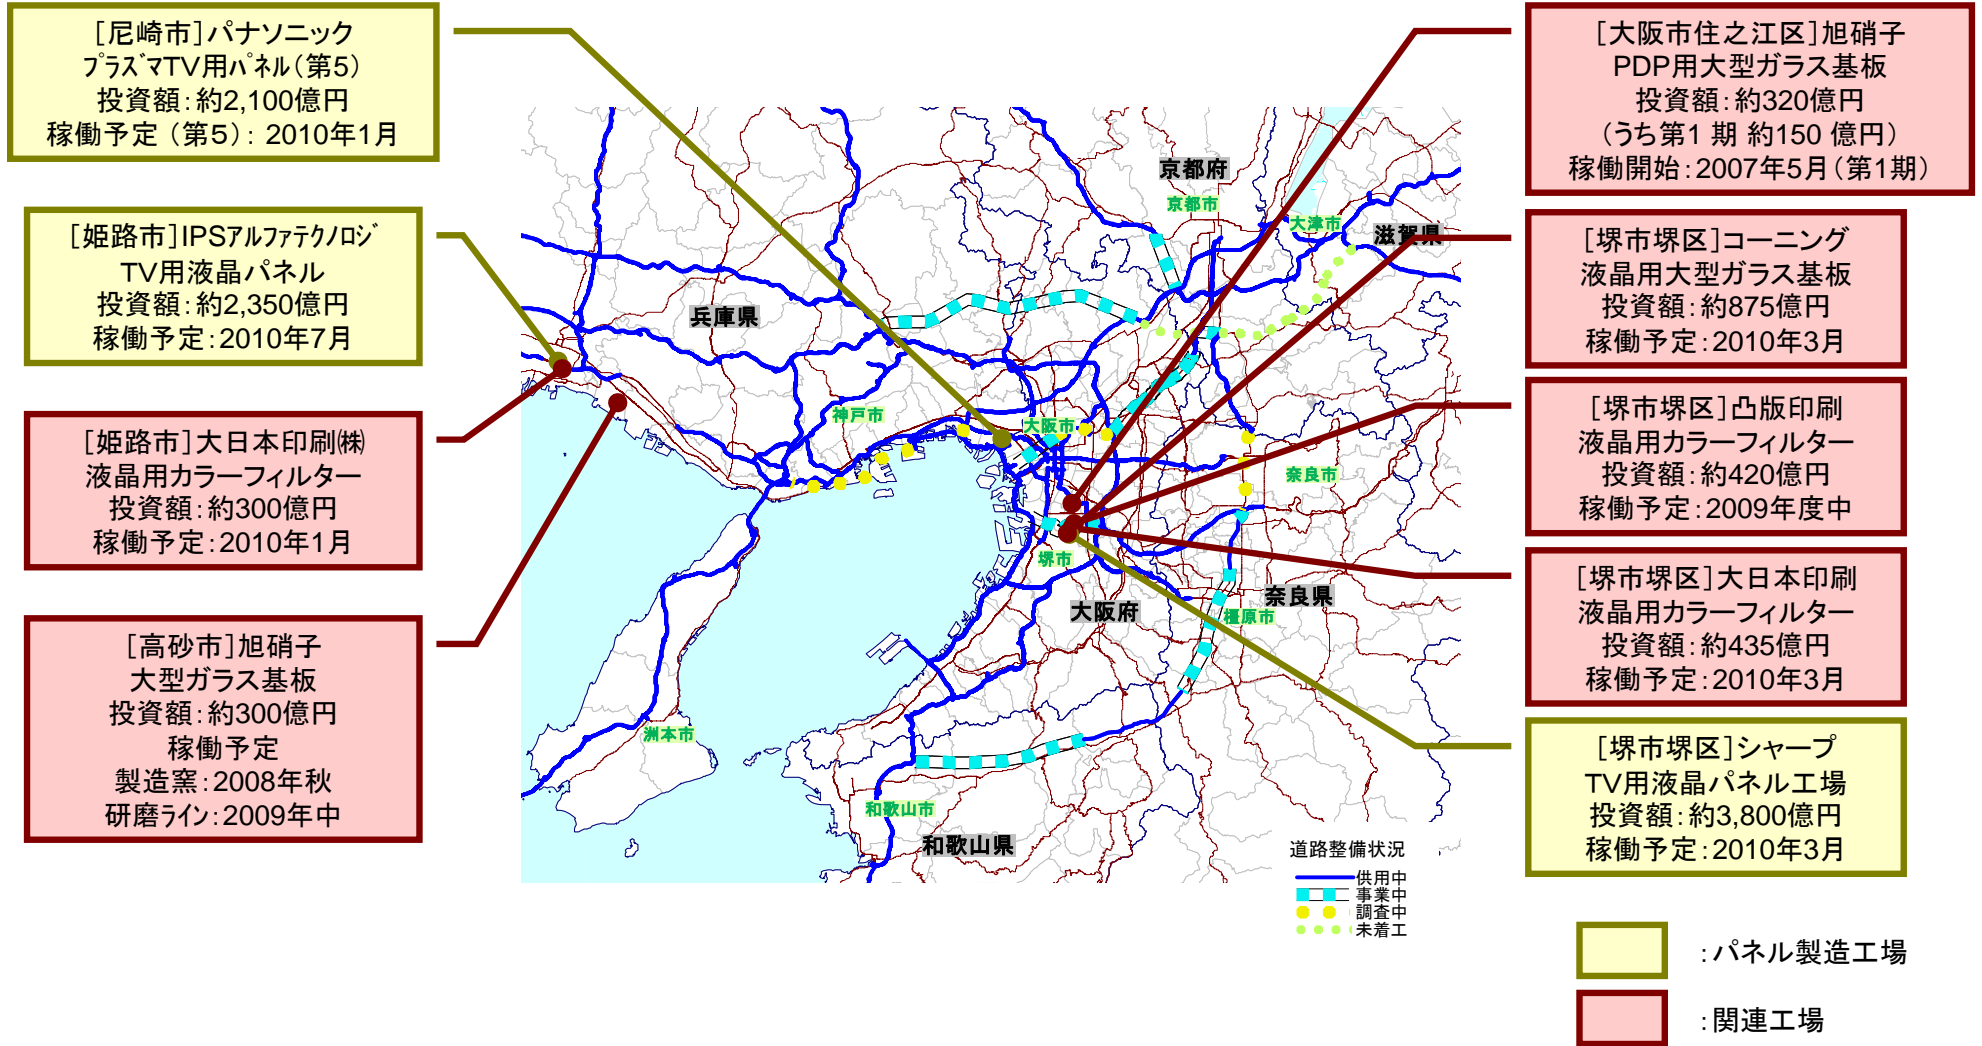 ［尼崎市］パナソニック
ﾌﾟﾗｽﾞﾏTV用ﾊﾟﾈﾙ（第5）
投資額：約2,100億円
稼働予定（第5）：2010年1月
［姫路市］IPSアルファテクノロジ
TV用液晶パネル
投資額：約2,350億円
稼働予定：2010年7月
［姫路市］大日本印刷㈱
液晶用カラーフィルター
投資額：約300億円
稼働予定：2010年1月
［高砂市］旭硝子
大型ガラス基板
投資額：約300億円
稼働予定
製造窯：2008年秋
研磨ﾗｲﾝ：2009年中
京都府
京都市
大津市
滋賀県
兵庫県
神戸市
大阪市
奈良市
堺市
大阪府
奈良県
橿原市
洲本市
和歌山市
和歌山県
道路整備状況
供用中
事業中
調査中
未着工
［大阪市住之江区］旭硝子
PDP用大型ガラス基板
投資額：約320億円
（うち第1 期 約150 億円）
稼働開始：2007年5月（第1期）
［堺市堺区］コーニング
液晶用大型ガラス基板
投資額：約875億円
稼働予定：2010年3月
［堺市堺区］凸版印刷
液晶用カラーフィルター
投資額：約420億円
稼働予定：2009年度中
［堺市堺区］大日本印刷
液晶用カラーフィルター
投資額：約435億円
稼働予定：2010年3月
［堺市堺区］シャープ
TV用液晶パネル工場
投資額：約3,800億円
稼働予定：2010年3月
：パネル製造工場
：関連工場